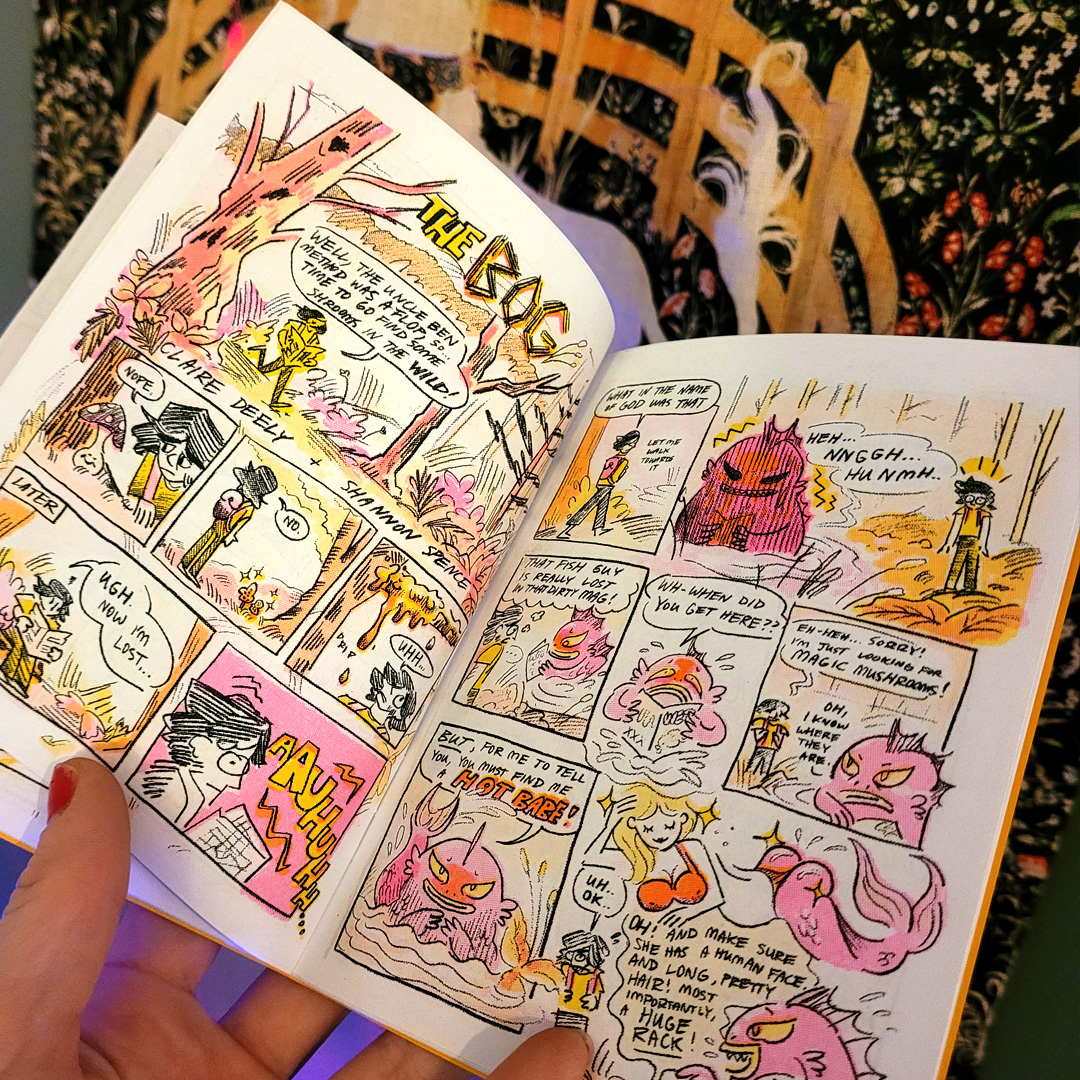 THE BOG
WELL, THE UNCLE BEN
METHOD WAS A FLOP SO...
TIME TO GO FIND SOME
SHROOMS IN THE WILD!
CLAIRE DEELY + SHANNON SPENCE
NOPE.
NO.
UHH...
LATER
UGH.
NOW I'M
LOST...
AAUHUHUHH....
WHAT IN THE NAME
OF GOD WAS THAT
LET ME
WALK
TOWARDS
IT
HEH...
NNGGH...
HUNMH..
THAT FISH GUY
IS REALLY LOST
IN THAT DIRTY MAG!
WH-WHEN DID
YOU GET HERE??
XXX
EH-HEH... SORRY!
I'M JUST LOOKING FOR
MAGIC MUSHROOMS!
OH,
I KNOW
WHERE
THEY
ARE.
BUT, FOR ME TO TELL
YOU, YOU MUST FIND ME
A HOT BABE!
UH.
OK.
OH! AND MAKE SURE
SHE HAS A HUMAN FACE,
AND LONG, PRETTY
HAIR! MOST
IMPORTANTLY,
A HUGE
RACK!